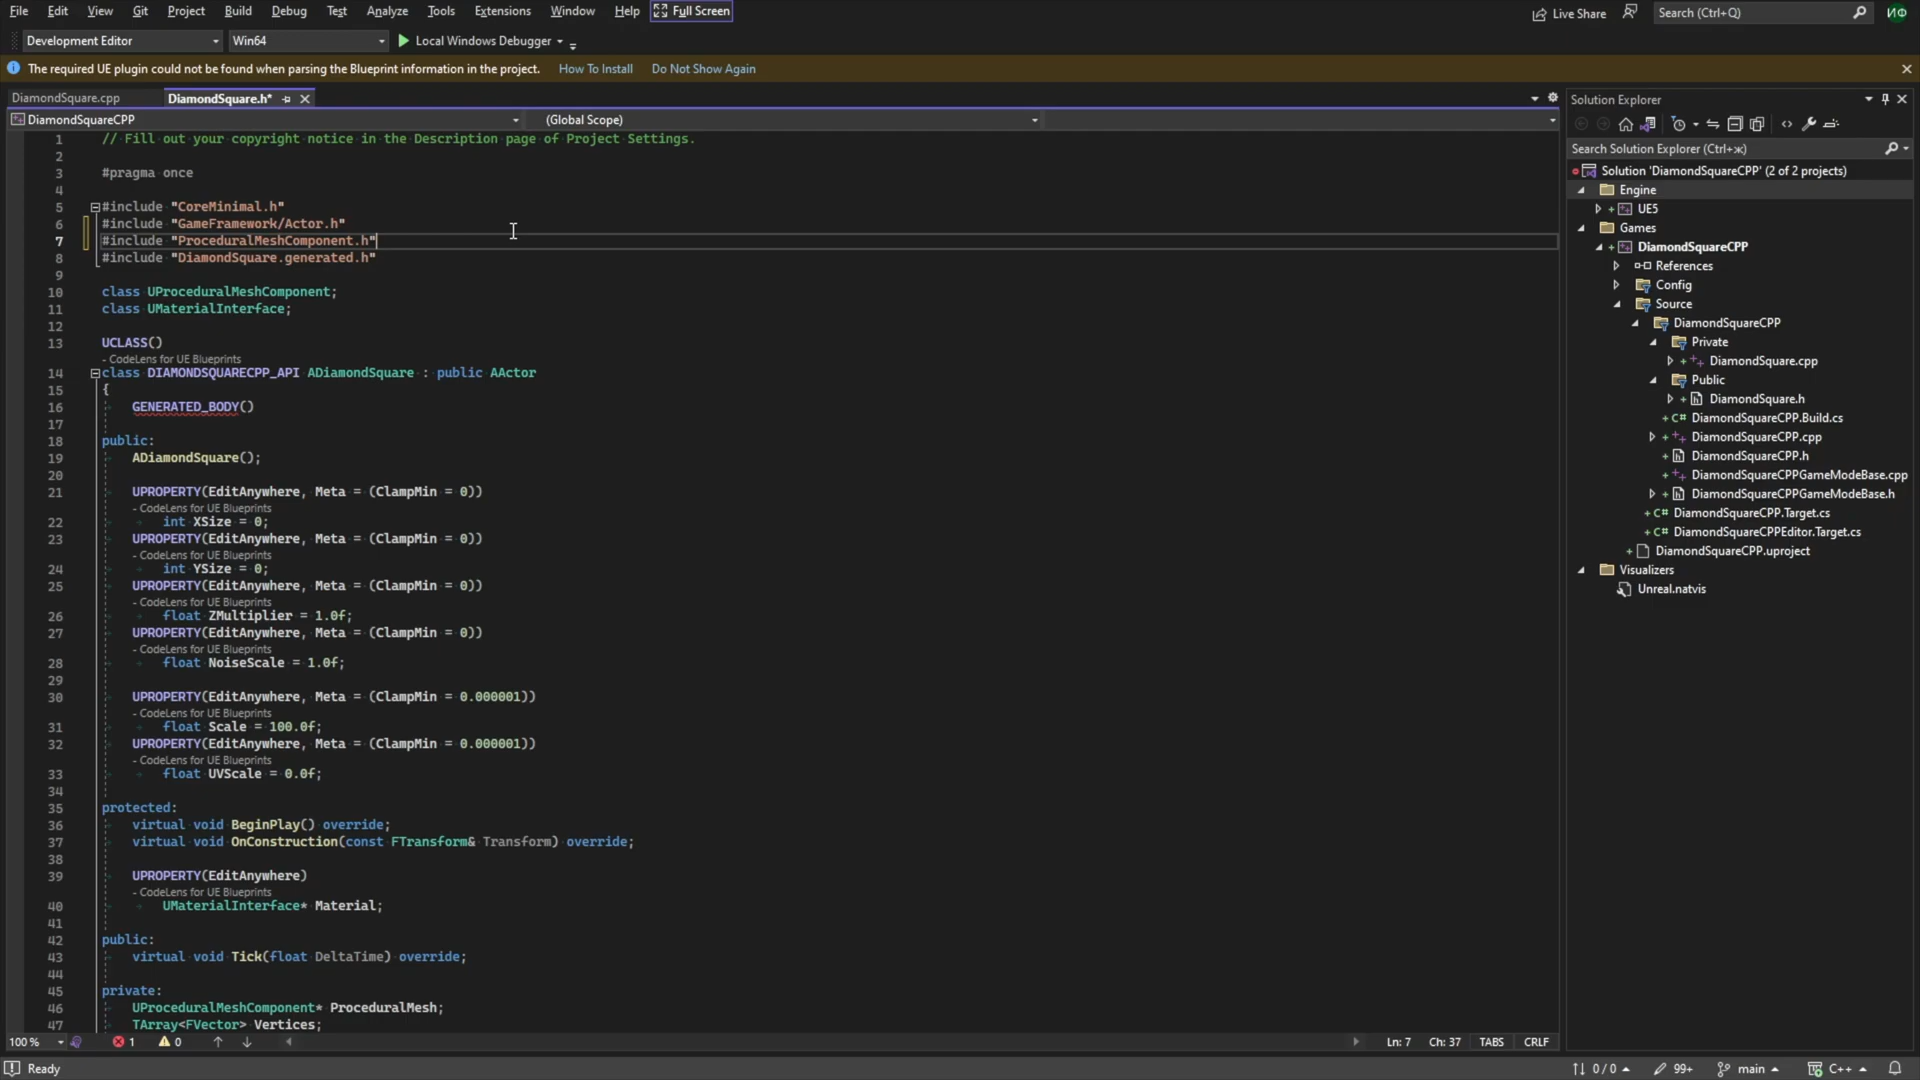 File Edit View Git Project Build Debug Test Analyze Tools Extensions Window Help Full Screen Live Share Search (Ctrl+Q) ИФ
Development Editor Win64 Local Windows Debugger
The required UE plugin could not be found when parsing the Blueprint information in the project. How To Install Do Not Show Again
DiamondSquare.cpp DiamondSquare.h*
DiamondSquareCPP (Global Scope)
1 // Fill out your copyright notice in the Description page of Project Settings.
2
3 #pragma once
4
5 #include "CoreMinimal.h"
6 #include "GameFramework/Actor.h"
7 #include "ProceduralMeshComponent.h"
8 #include "DiamondSquare.generated.h"
9
10 class UProceduralMeshComponent;
11 class UMaterialInterface;
12
13 UCLASS()
- CodeLens for UE Blueprints
14 class DIAMONDSQUARECPP_API ADiamondSquare : public AActor
15 {
16 GENERATED_BODY()
17
18 public:
19 ADiamondSquare();
20
21 UPROPERTY(EditAnywhere, Meta = (ClampMin = 0))
- CodeLens for UE Blueprints
22 int XSize = 0;
23 UPROPERTY(EditAnywhere, Meta = (ClampMin = 0))
- CodeLens for UE Blueprints
24 int YSize = 0;
25 UPROPERTY(EditAnywhere, Meta = (ClampMin = 0))
- CodeLens for UE Blueprints
26 float ZMultiplier = 1.0f;
27 UPROPERTY(EditAnywhere, Meta = (ClampMin = 0))
- CodeLens for UE Blueprints
28 float NoiseScale = 1.0f;
29
30 UPROPERTY(EditAnywhere, Meta = (ClampMin = 0.000001))
- CodeLens for UE Blueprints
31 float Scale = 100.0f;
32 UPROPERTY(EditAnywhere, Meta = (ClampMin = 0.000001))
- CodeLens for UE Blueprints
33 float UVScale = 0.0f;
34
35 protected:
36 virtual void BeginPlay() override;
37 virtual void OnConstruction(const FTransform& Transform) override;
38
39 UPROPERTY(EditAnywhere)
- CodeLens for UE Blueprints
40 UMaterialInterface* Material;
41
42 public:
43 virtual void Tick(float DeltaTime) override;
44
45 private:
46 UProceduralMeshComponent* ProceduralMesh;
47 TArray<FVector> Vertices;
100 % 1 0 Ln: 7 Ch: 37 TABS CRLF
Solution Explorer
Search Solution Explorer (Ctrl+ж)
Solution 'DiamondSquareCPP' (2 of 2 projects)
Engine
UE5
Games
DiamondSquareCPP
References
Config
Source
DiamondSquareCPP
Private
DiamondSquare.cpp
Public
DiamondSquare.h
DiamondSquareCPP.Build.cs
DiamondSquareCPP.cpp
DiamondSquareCPP.h
DiamondSquareCPPGameModeBase.cpp
DiamondSquareCPPGameModeBase.h
DiamondSquareCPP.Target.cs
DiamondSquareCPPEditor.Target.cs
DiamondSquareCPP.uproject
Visualizers
Unreal.natvis
Ready 0 / 0 99+ main C++